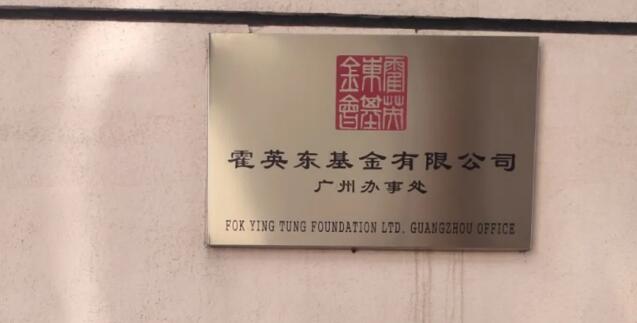 霍英
東基
金會
霍英东基金有限公司
广州办事处
FOK YING TUNG FOUNDATION LTD. GUANGZHOU OFFICE